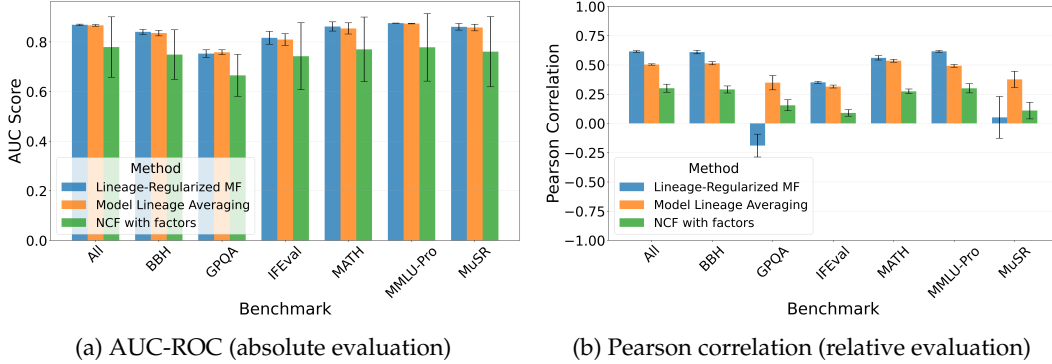 AUC Score
0.8
0.6
0.4
0.2
0.0
Method
Lineage-Regularized MF
Model Lineage Averaging
NCF with factors
All
BBH
GPQA
IFEval
MATH
MMLU-Pro
MuSR
Benchmark
(a) AUC-ROC (absolute evaluation)
Pearson Correlation
1.00
0.75
0.50
0.25
0.00
−0.25
−0.50
−0.75
−1.00
Method
Lineage-Regularized MF
Model Lineage Averaging
NCF with factors
All
BBH
GPQA
IFEval
MATH
MMLU-Pro
MuSR
Benchmark
(b) Pearson correlation (relative evaluation)